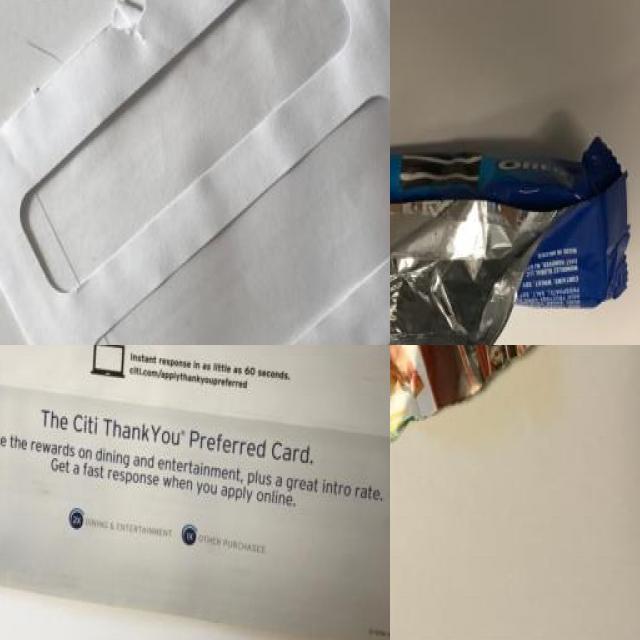 Instant response in as little as 60 seconds.
citi.com/applythankyoupreferred
The Citi ThankYou® Preferred Card.
e the rewards on dining and entertainment, plus a great intro rate.
Get a fast response when you apply online.
2X DINING & ENTERTAINMENT 1X OTHER PURCHASES